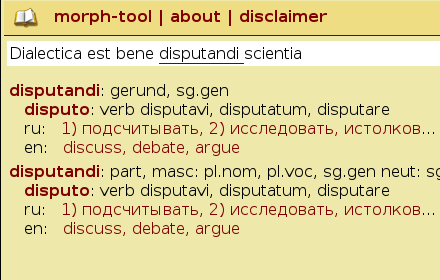 morph-tool | about | disclaimer
Dialectica est bene disputandi scientia
disputandi: gerund, sg.gen
disputo: verb disputavi, disputatum, disputare
ru: 1) подсчитывать, 2) исследовать, истолков...
en: discuss, debate, argue
disputandi: part, masc: pl.nom, pl.voc, sg.gen neut: sg
disputo: verb disputavi, disputatum, disputare
ru: 1) подсчитывать, 2) исследовать, истолков...
en: discuss, debate, argue